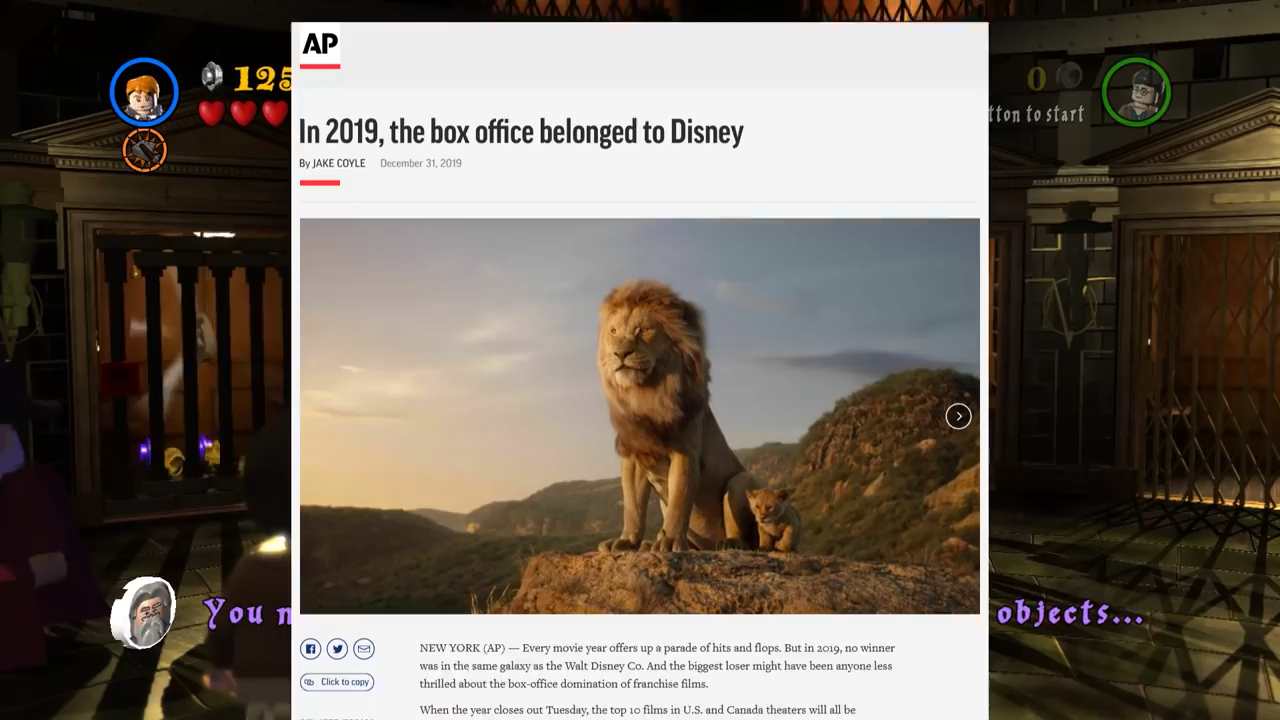 AP
125
0
tton to start
In 2019, the box office belonged to Disney
By JAKE COYLE December 31, 2019
You
objects...
NEW YORK (AP) — Every movie year offers up a parade of hits and flops. But in 2019, no winner
was in the same galaxy as the Walt Disney Co. And the biggest loser might have been anyone less
thrilled about the box-office domination of franchise films.
Click to copy
When the year closes out Tuesday, the top 10 films in U.S. and Canada theaters will all be